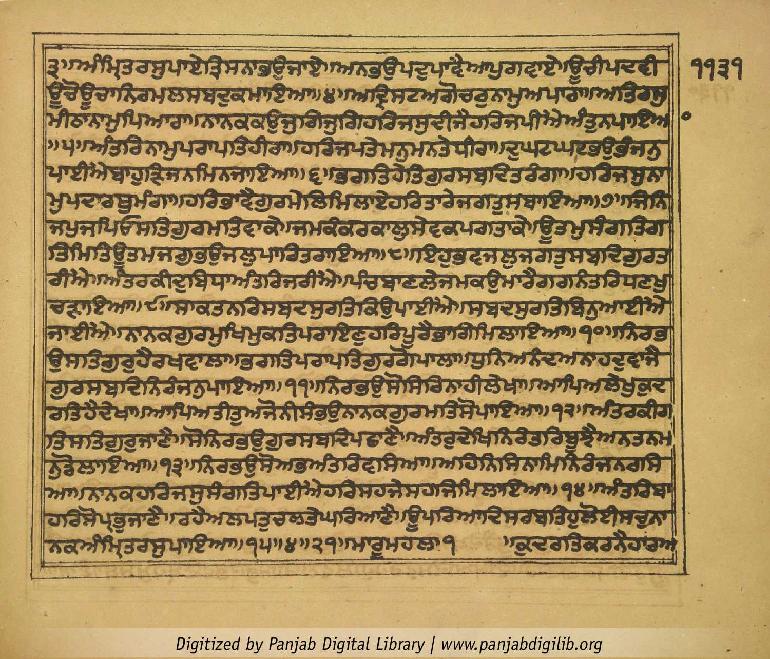 ੩॥ਅੰਮ੍ਰਿਤਰਸੁਪਾਏਤ੍ਰਿਸਨਾਭਉਜਾਏ॥ਅਨਭਉਪਦੁਪਾਵੈਆਪੁਗਵਾਏ॥ਊਚੀਪਦਵੀ
ਊਚੋਊਚਾਨਿਰਮਲਸਬਦੁਕਮਾਇਆ॥੪॥ਅਦ੍ਰਿਸਟਅਗੋਚਰੁਨਾਮੁਅਪਾਰਾ॥ਅਤਿਰਸੁ
ਮੀਠਾਨਾਮੁਪਿਆਰਾ॥ਨਾਨਕਕਉਜੁਗਿਜੁਗਿਹਰਿਜਸੁਦੀਜੈਹਰਿਜਪੀਐਅੰਤੁਨਪਾਇਆ
॥੫॥ਅੰਤਰਿਨਾਮੁਪਰਾਪਤਿਹੀਰਾ॥ਹਰਿਜਪਤੇਮਨੁਮਨਤੇਧੀਰਾ॥ਦੁਘਟਘਟਭਉਭੰਜਨੁ
ਪਾਈਐਬਾਹੁੜਿਜਨਮਿਨਜਾਇਆ॥੬॥ਭਗਤਿਹੇਤਿਗੁਰਸਬਦਿਤਰੰਗਾ॥ਹਰਿਜਸੁਨਾ
ਮੁਪਦਾਰਥੁਮੰਗਾ॥ਹਰਿਭਾਵੈਗੁਰਮੇਲਿਮਿਲਾਏਹਰਿਤਾਰੇਜਗਤੁਸਬਾਇਆ॥੭॥ਜਿਨਿ
ਜਪੁਜਪਿਓਸਤਿਗੁਰਮਤਿਵਾਕੇ॥ਜਮਕੰਕਰਕਾਲੁਸੇਵਕਪਗਤਾਕੇ॥ਊਤਮੁਸੰਗਤਿਗ
ਤਿਮਿਤਿਊਤਮਜਗੁਭਉਜਲੁਪਾਰਿਤਰਾਇਆ॥੮॥ਇਹੁਭਵਜਲੁਜਗਤੁਸਬਦਿਗੁਰਤ
ਰੀਐ॥ਅੰਤਰਕੀਦੁਬਿਧਾਅੰਤਰਿਜਰੀਐ॥ਪੰਚਬਾਣਲੇਜਮਕਉਮਾਰੈਗਗਨੰਤਰਿਧਣਖੁ
ਚੜਾਇਆ॥੯॥ਸਾਕਤਨਰਿਸਬਦਸੁਰਤਿਕਿਉਪਾਈਐ॥ਸਬਦਸੁਰਤਿਬਿਨੁਆਈਐ
ਜਾਈਐ॥ਨਾਨਕਗੁਰਮੁਖਿਮੁਕਤਿਪਰਾਇਣੁਹਰਿਪੂਰੈਭਾਗਿਮਿਲਾਇਆ॥੧੦॥ਨਿਰਭ
ਉਸਤਿਗੁਰੁਹੈਰਖਵਾਲਾ॥ਭਗਤਿਪਰਾਪਤਿਗੁਰਗੋਪਾਲਾ॥ਧੁਨਿਅਨੰਦਅਨਾਹਦੁਵਾਜੈ
ਗੁਰਸਬਦਿਨਿਰੰਜਨੁਪਾਇਆ॥੧੧॥ਨਿਰਭਉਸੋਸਿਰਿਨਾਹੀਲੇਖਾ॥ਆਪਿਅਲੇਖੁਕੁਦ
ਰਤਿਹੈਦੇਖਾ॥ਆਪਿਅਤੀਤੁਅਜੋਨੀਸੰਭਉਨਾਨਕਗੁਰਮਤਿਸੋਪਾਇਆ॥੧੨॥ਅੰਤਰਕੀਗ
ਤਿਸਤਿਗੁਰੁਜਾਣੈ॥ਸੋਨਿਰਭਉਗੁਰਸਬਦਿਪਛਾਣੈ॥ਅੰਤਰੁਦੇਖਿਨਿਰੰਤਰਿਬੂਝੈਅਨਤਨਮ
ਨੁਡੋਲਾਇਆ॥੧੩॥ਨਿਰਭਉਸੋਅਭਅੰਤਰਿਵਸਿਆ॥ਅਹਿਨਿਸਿਨਾਮਿਨਿਰੰਜਨਰਸਿ
ਆ॥ਨਾਨਕਹਰਿਜਸੁਸੰਗਤਿਪਾਈਐਹਰਿਸਹਜੇਸਹਜਿਮਿਲਾਇਆ॥੧੪॥ਅੰਤਰਿਬਾ
ਹਰਿਸੋਪ੍ਰਭੁਜਾਣੈ॥ਰਹੈਅਲਪਤੁਚਲਤੇਘਰਿਆਣੈ॥ਊਪਰਿਆਦਿਸਰਬਤਿਹੁਲੋਈਸਚੁਨਾ
ਨਕਅੰਮ੍ਰਿਤਰਸੁਪਾਇਆ॥੧੫॥੪॥੨੧॥ਮਾਰੂਮਹਲਾ੧ ॥ਕੁਦਰਤਿਕਰਨੈਹਾਰਅ
੧੧੩੧
Digitized by Panjab Digital Library | www.panjabdigilib.org